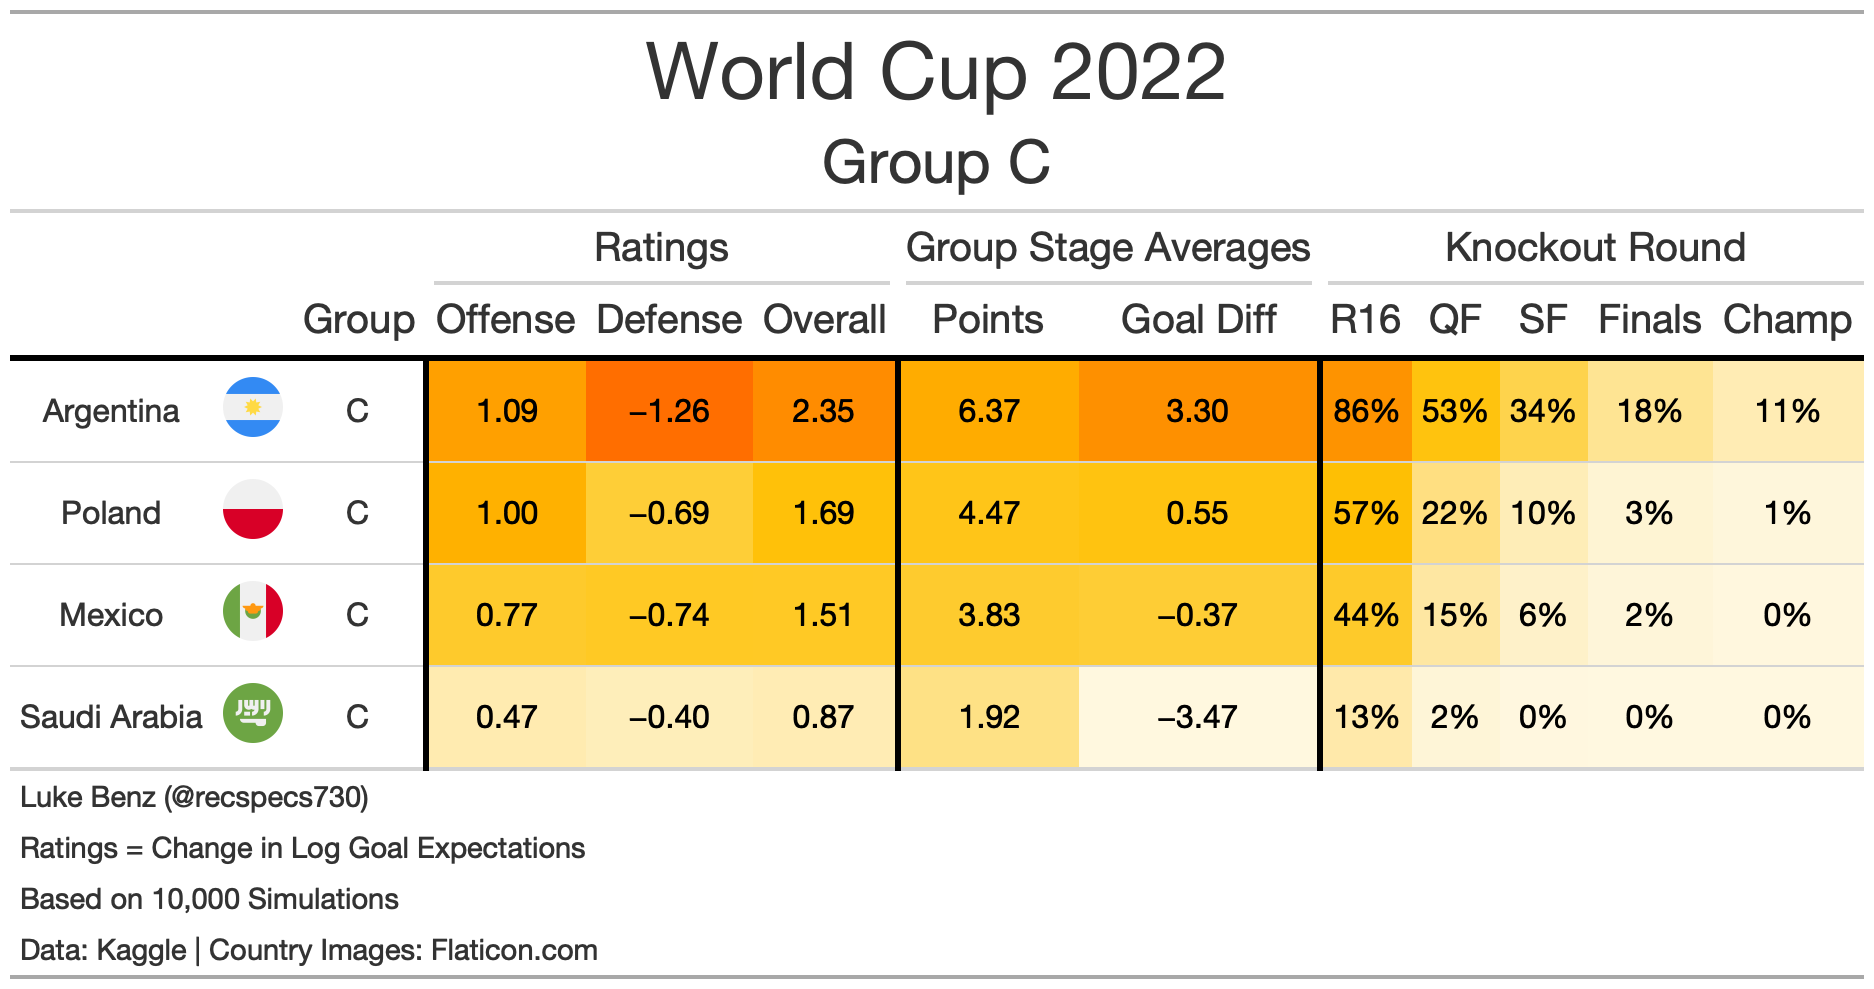 World Cup 2022
Group C
Ratings Group Stage Averages Knockout Round
Group Offense Defense Overall Points Goal Diff R16 QF SF Finals Champ
Argentina C 1.09 −1.26 2.35 6.37 3.30 86% 53% 34% 18% 11%
Poland C 1.00 −0.69 1.69 4.47 0.55 57% 22% 10% 3% 1%
Mexico C 0.77 −0.74 1.51 3.83 −0.37 44% 15% 6% 2% 0%
Saudi Arabia C 0.47 −0.40 0.87 1.92 −3.47 13% 2% 0% 0% 0%
Luke Benz (@recspecs730)
Ratings = Change in Log Goal Expectations
Based on 10,000 Simulations
Data: Kaggle | Country Images: Flaticon.com